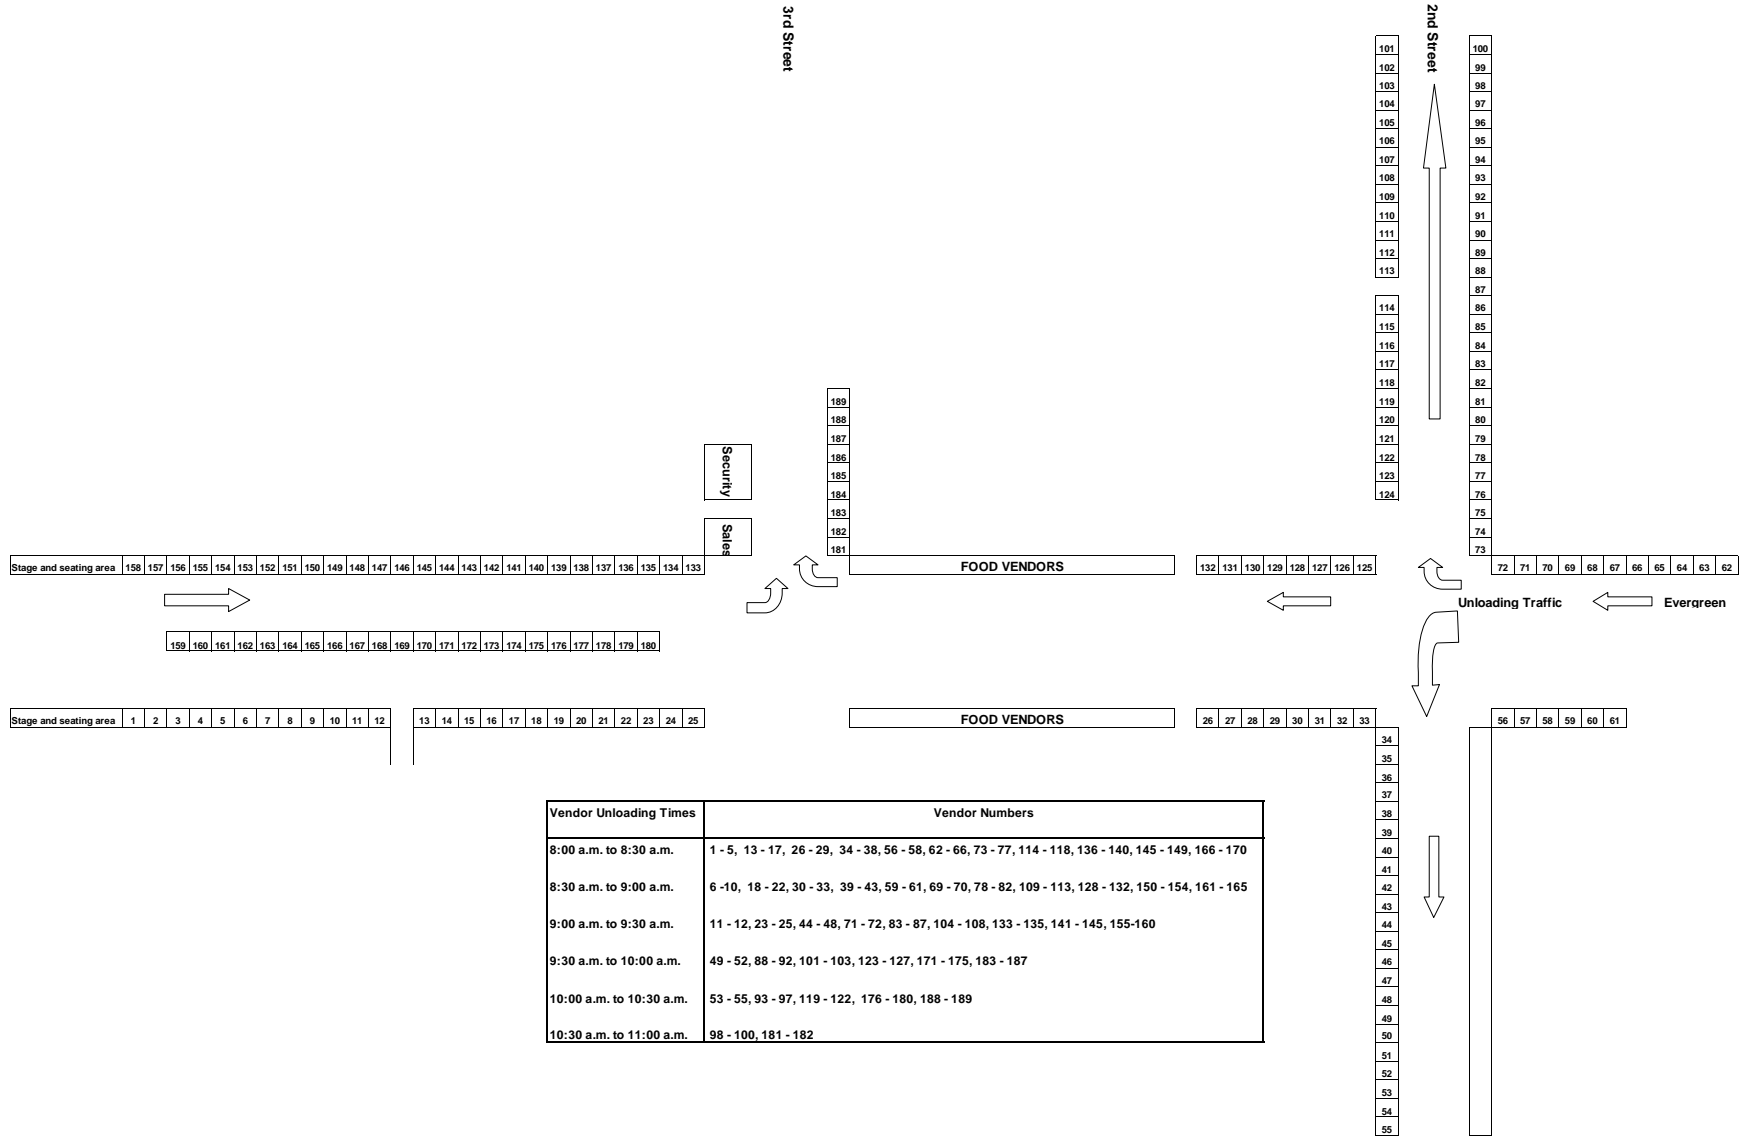 3rd Street
2nd Street
101 100
102 99
103 98
104 97
105 96
106 95
107 94
108 93
109 92
110 91
111 90
112 89
113 88
87
114 86
115 85
116 84
117 83
118 82
189 119 81
188 120 80
187 121 79
Security 186 122 78
185 123 77
184 124 76
183 75
Sales 182 74
181 73
Stage and seating area 158 157 156 155 154 153 152 151 150 149 148 147 146 145 144 143 142 141 140 139 138 137 136 135 134 133 FOOD VENDORS 132 131 130 129 128 127 126 125 72 71 70 69 68 67 66 65 64 63 62
Unloading Traffic Evergreen
159 160 161 162 163 164 165 166 167 168 169 170 171 172 173 174 175 176 177 178 179 180
Stage and seating area 1 2 3 4 5 6 7 8 9 10 11 12 13 14 15 16 17 18 19 20 21 22 23 24 25 FOOD VENDORS 26 27 28 29 30 31 32 33 56 57 58 59 60 61
34
35
36
37
38
39
40
41
42
43
44
45
46
47
48
49
50
51
52
53
54
55
Vendor Unloading Times Vendor Numbers
8:00 a.m. to 8:30 a.m. 1 - 5, 13 - 17, 26 - 29, 34 - 38, 56 - 58, 62 - 66, 73 - 77, 114 - 118, 136 - 140, 145 - 149, 166 - 170
8:30 a.m. to 9:00 a.m. 6 -10, 18 - 22, 30 - 33, 39 - 43, 59 - 61, 69 - 70, 78 - 82, 109 - 113, 128 - 132, 150 - 154, 161 - 165
9:00 a.m. to 9:30 a.m. 11 - 12, 23 - 25, 44 - 48, 71 - 72, 83 - 87, 104 - 108, 133 - 135, 141 - 145, 155-160
9:30 a.m. to 10:00 a.m. 49 - 52, 88 - 92, 101 - 103, 123 - 127, 171 - 175, 183 - 187
10:00 a.m. to 10:30 a.m. 53 - 55, 93 - 97, 119 - 122, 176 - 180, 188 - 189
10:30 a.m. to 11:00 a.m. 98 - 100, 181 - 182